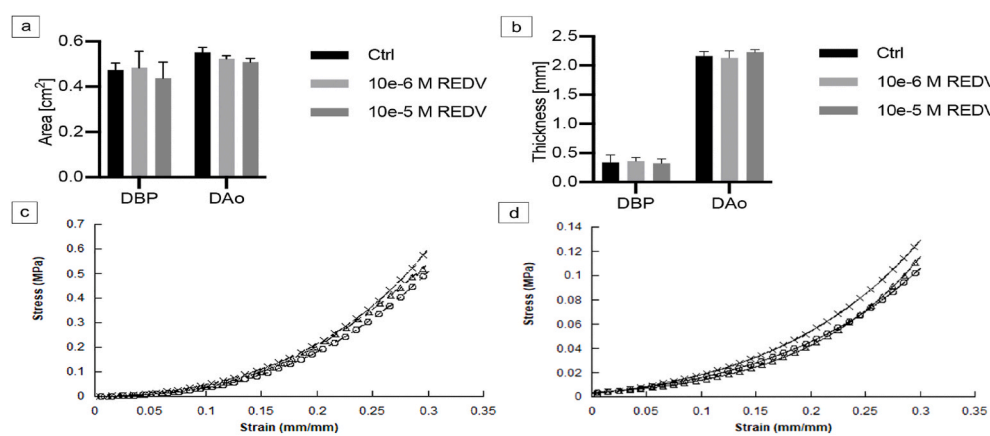 a
0.6
0.4
0.2
0.0
Area [cm²]
DBP
DAo
Ctrl
10e-6 M REDV
10e-5 M REDV
b
2.5
2.0
1.5
1.0
0.5
0.0
Thickness [mm]
DBP
DAo
Ctrl
10e-6 M REDV
10e-5 M REDV
c
0.7
0.6
0.5
0.4
0.3
0.2
0.1
0
Stress (MPa)
0 0.05 0.1 0.15 0.2 0.25 0.3 0.35
Strain (mm/mm)
d
0.14
0.12
0.1
0.08
0.06
0.04
0.02
0
Stress (MPa)
0 0.05 0.1 0.15 0.2 0.25 0.3 0.35
Strain (mm/mm)